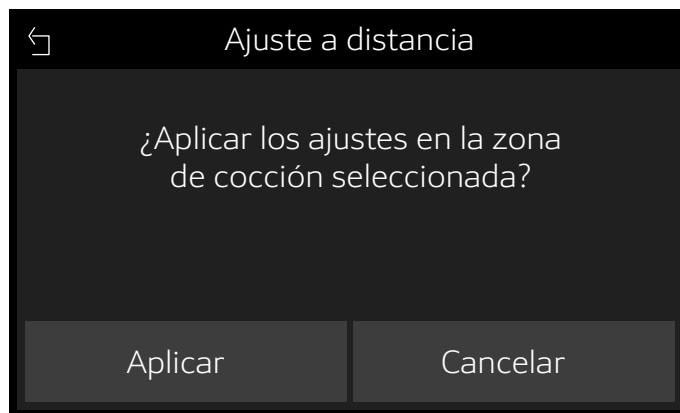 Ajuste a distancia
¿Aplicar los ajustes en la zona
de cocción seleccionada?
Aplicar
Cancelar